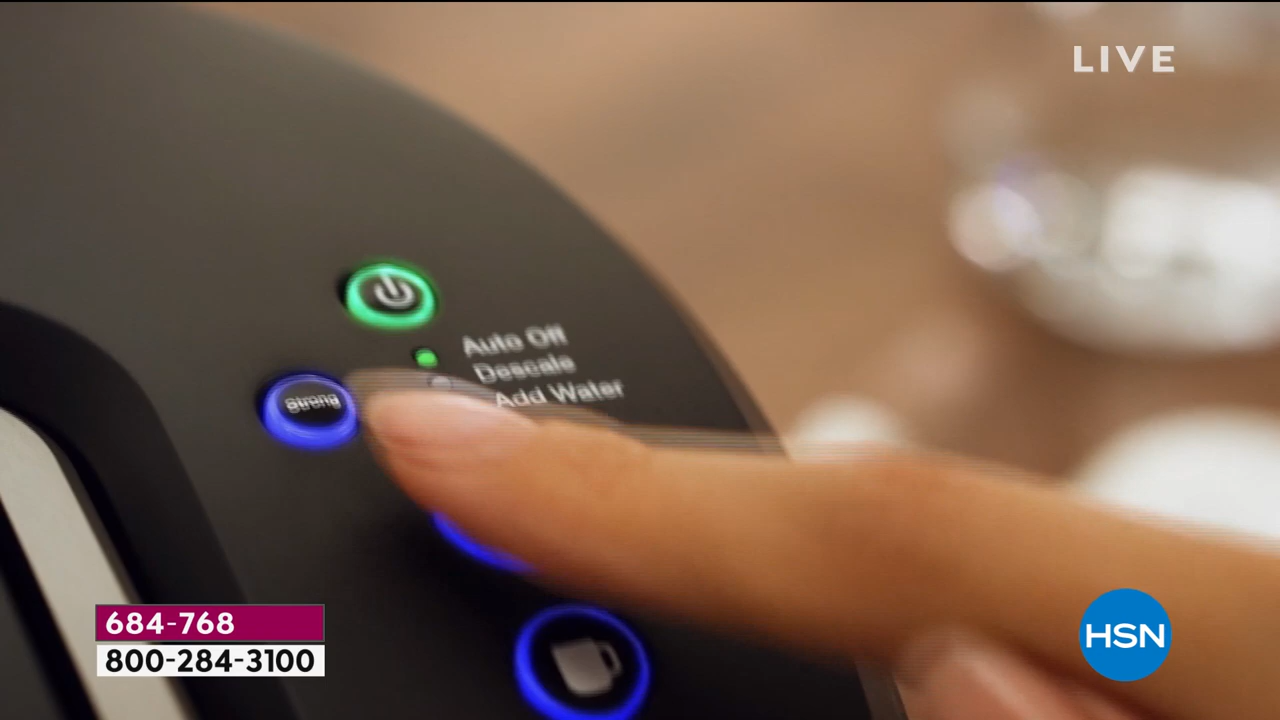 LIVE
Auto Off
Descale
Add Water
Strong
684-768
800-284-3100
HSN